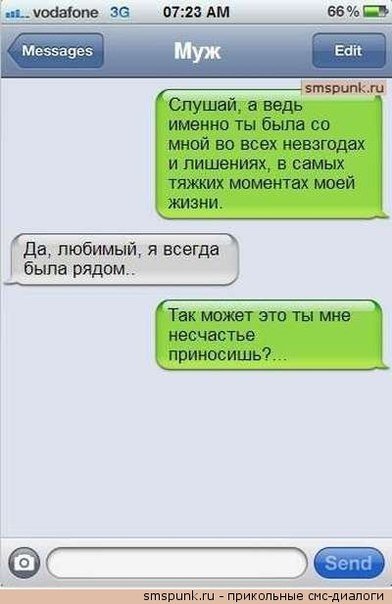 vodafone 3G 07:23 AM 66%
Messages Муж Edit
smspunk.ru
Слушай, а ведь
именно ты была со
мной во всех невзгодах
и лишениях, в самых
тяжких моментах моей
жизни.
Да, любимый, я всегда
была рядом..
Так может это ты мне
несчастье
приносишь?...
Send
smspunk.ru - прикольные смс-диалоги